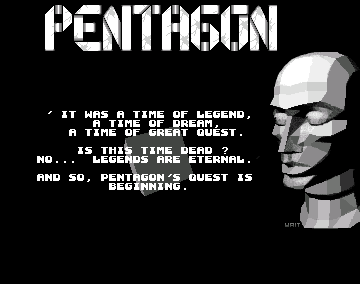 PENTAGON
' IT WAS A TIME OF LEGEND,
A TIME OF DREAM,
A TIME OF GREAT QUEST.
IS THIS TIME DEAD ?
NO... LEGENDS ARE ETERNAL.
AND SO, PENTAGON'S QUEST IS
BEGINNING.
WAIT